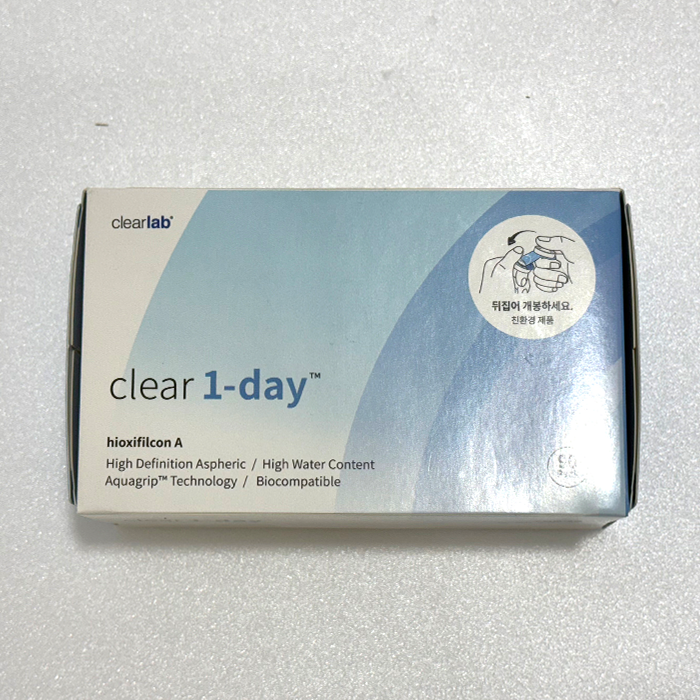 clearlab®
뒤집어 개봉하세요.
친환경 제품
clear 1-day™
hioxifilcon A
High Definition Aspheric / High Water Content
Aquagrip™ Technology / Biocompatible